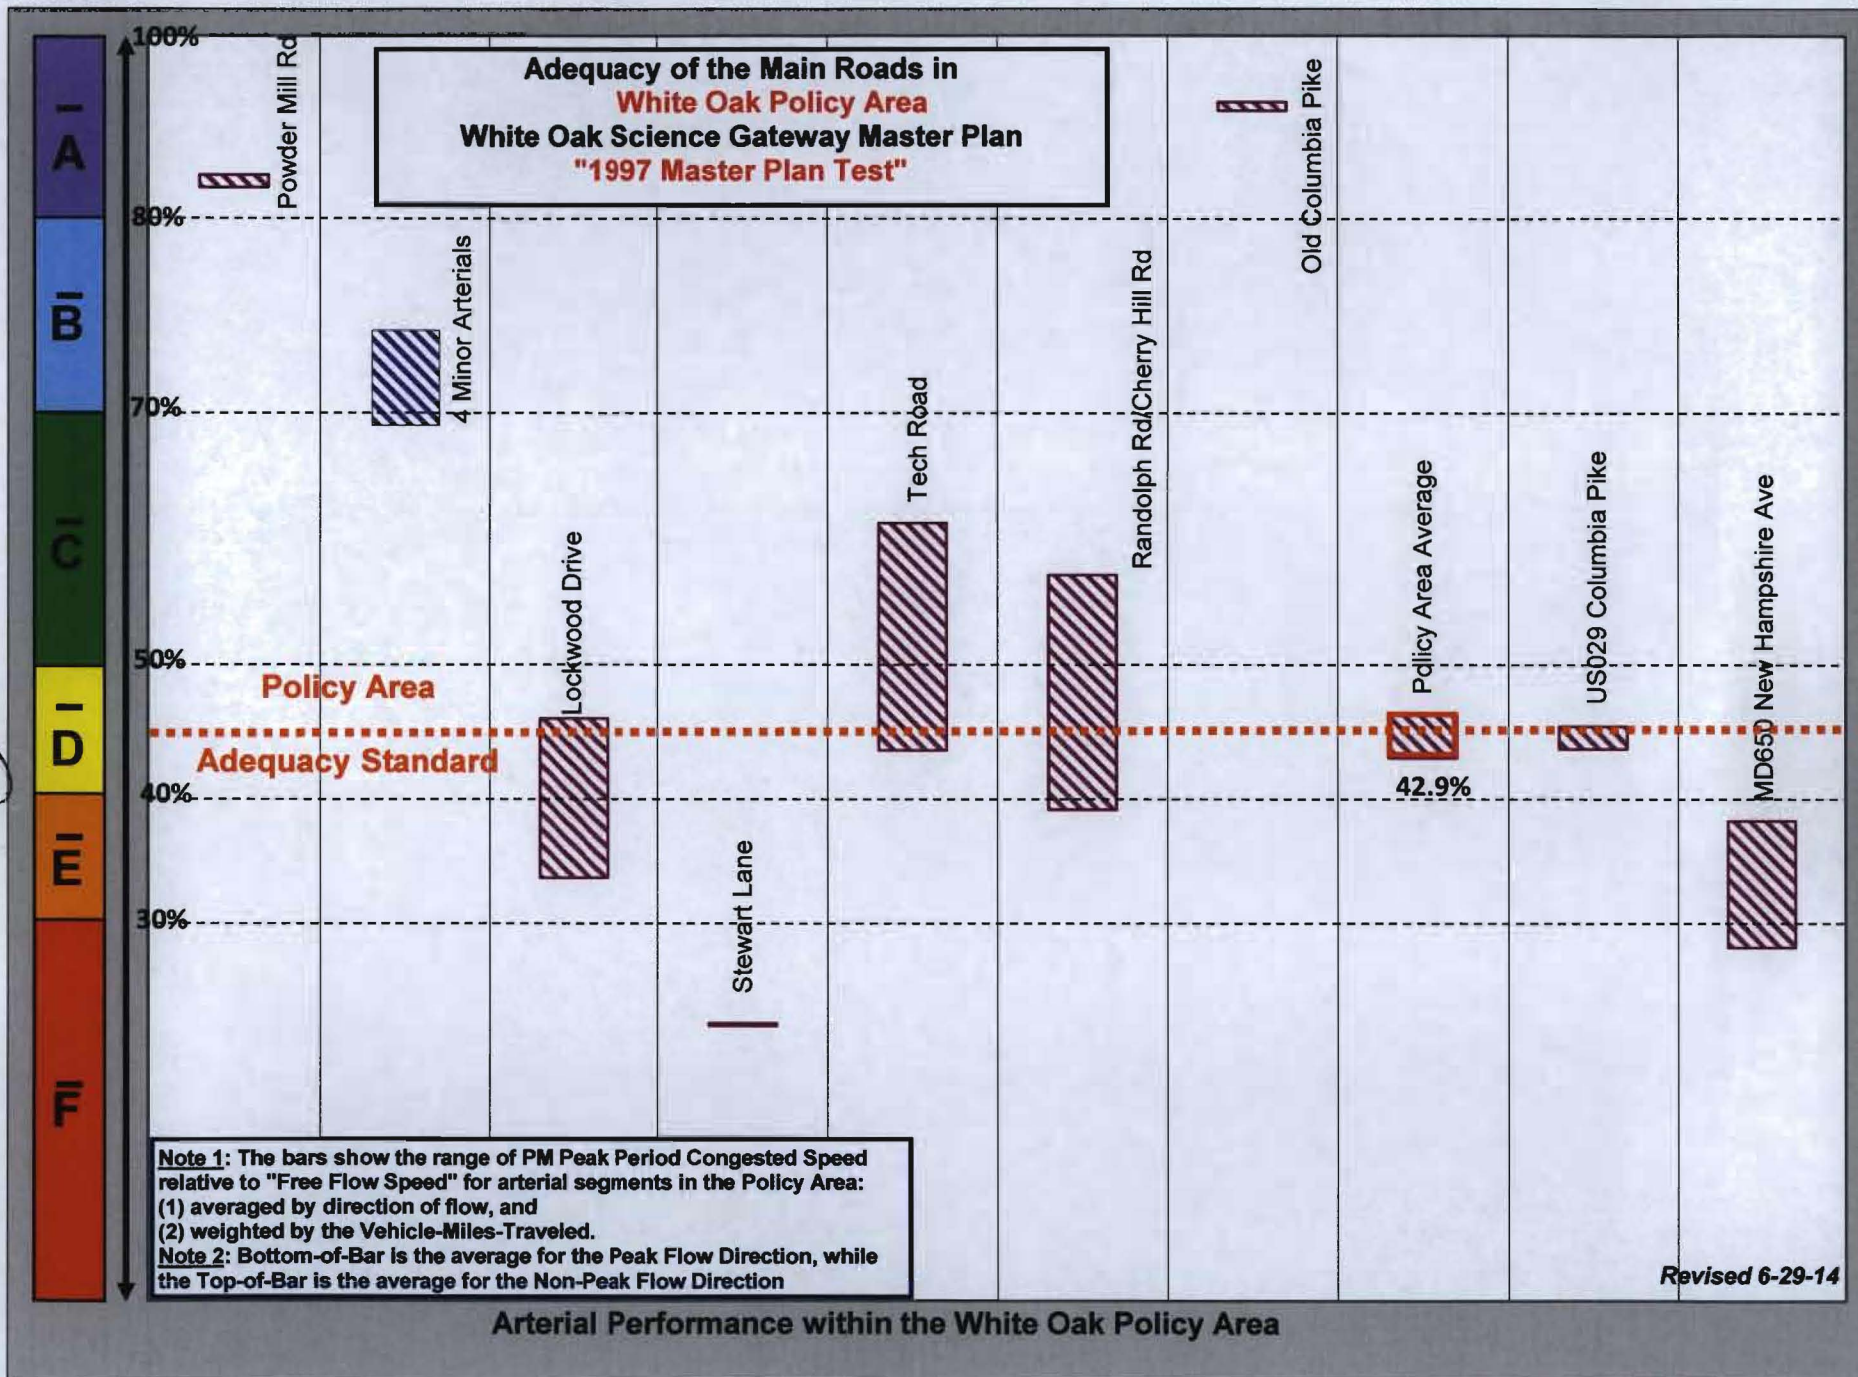 Adequacy of the Main Roads in
White Oak Policy Area
White Oak Science Gateway Master Plan
"1997 Master Plan Test"
100%
80%
70%
50%
40%
30%
A
B
C
D
E
F
Powder Mill Rd
4 Minor Arterials
Lockwood Drive
Stewart Lane
Tech Road
Randolph Rd/Cherry Hill Rd
Old Columbia Pike
Policy Area Average
US029 Columbia Pike
MD650 New Hampshire Ave
Policy Area
Adequacy Standard
42.9%
Note 1: The bars show the range of PM Peak Period Congested Speed
relative to "Free Flow Speed" for arterial segments in the Policy Area:
(1) averaged by direction of flow, and
(2) weighted by the Vehicle-Miles-Traveled.
Note 2: Bottom-of-Bar is the average for the Peak Flow Direction, while
the Top-of-Bar is the average for the Non-Peak Flow Direction
Revised 6-29-14
Arterial Performance within the White Oak Policy Area